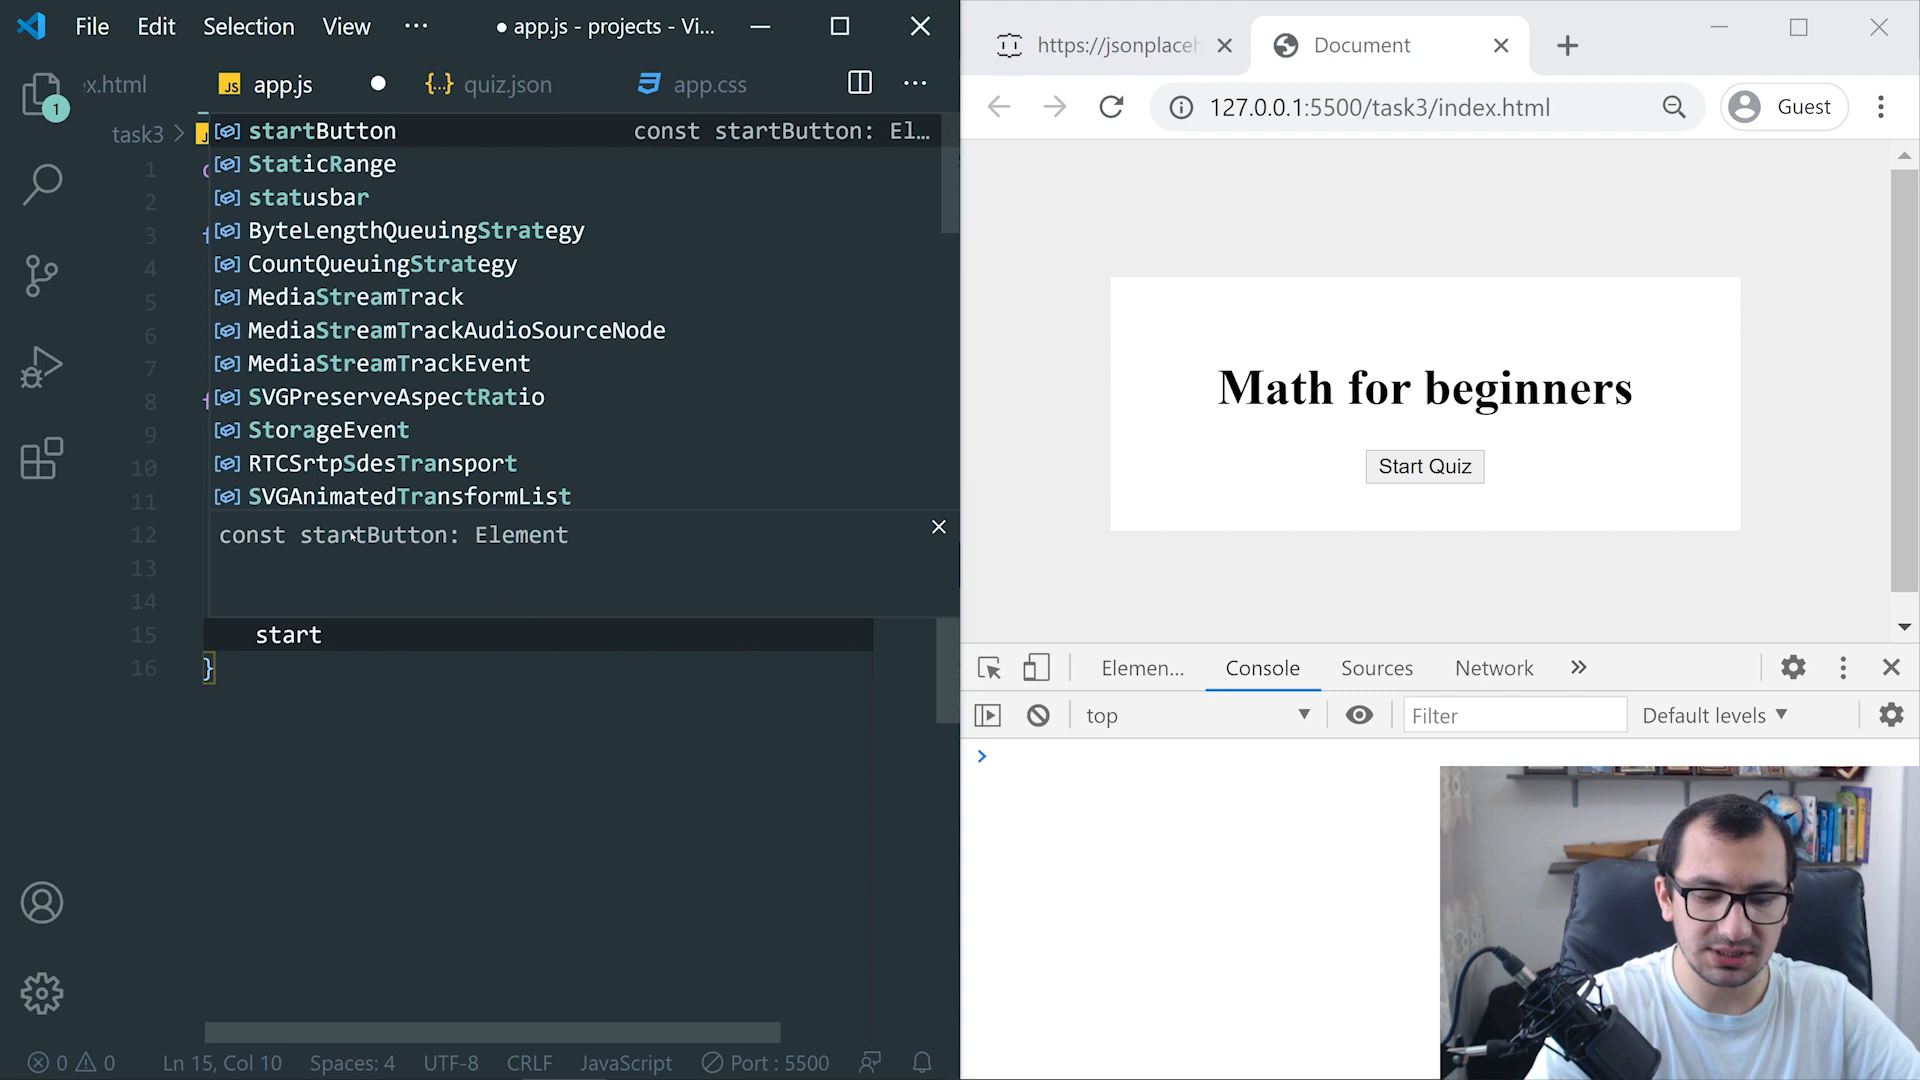 File Edit Selection View ··· ● app.js - projects - Vi...
ex.html JS app.js {..} quiz.json app.css ···
1
task3 >
startButton const startButton: El…
StaticRange
statusbar
ByteLengthQueuingStrategy
CountQueuingStrategy
MediaStreamTrack
MediaStreamTrackAudioSourceNode
MediaStreamTrackEvent
SVGPreserveAspectRatio
StorageEvent
RTCSrtpSdesTransport
SVGAnimatedTransformList
const startButton: Element
1
2
3
4
5
6
7
8
9
10
11
12
13
14
15 start
16 }
0 0 Ln 15, Col 10 Spaces: 4 UTF-8 CRLF JavaScript Port : 5500
https://jsonplaceh Document
127.0.0.1:5500/task3/index.html Guest
Math for beginners
Start Quiz
Elemen... Console Sources Network »
top Filter Default levels
>